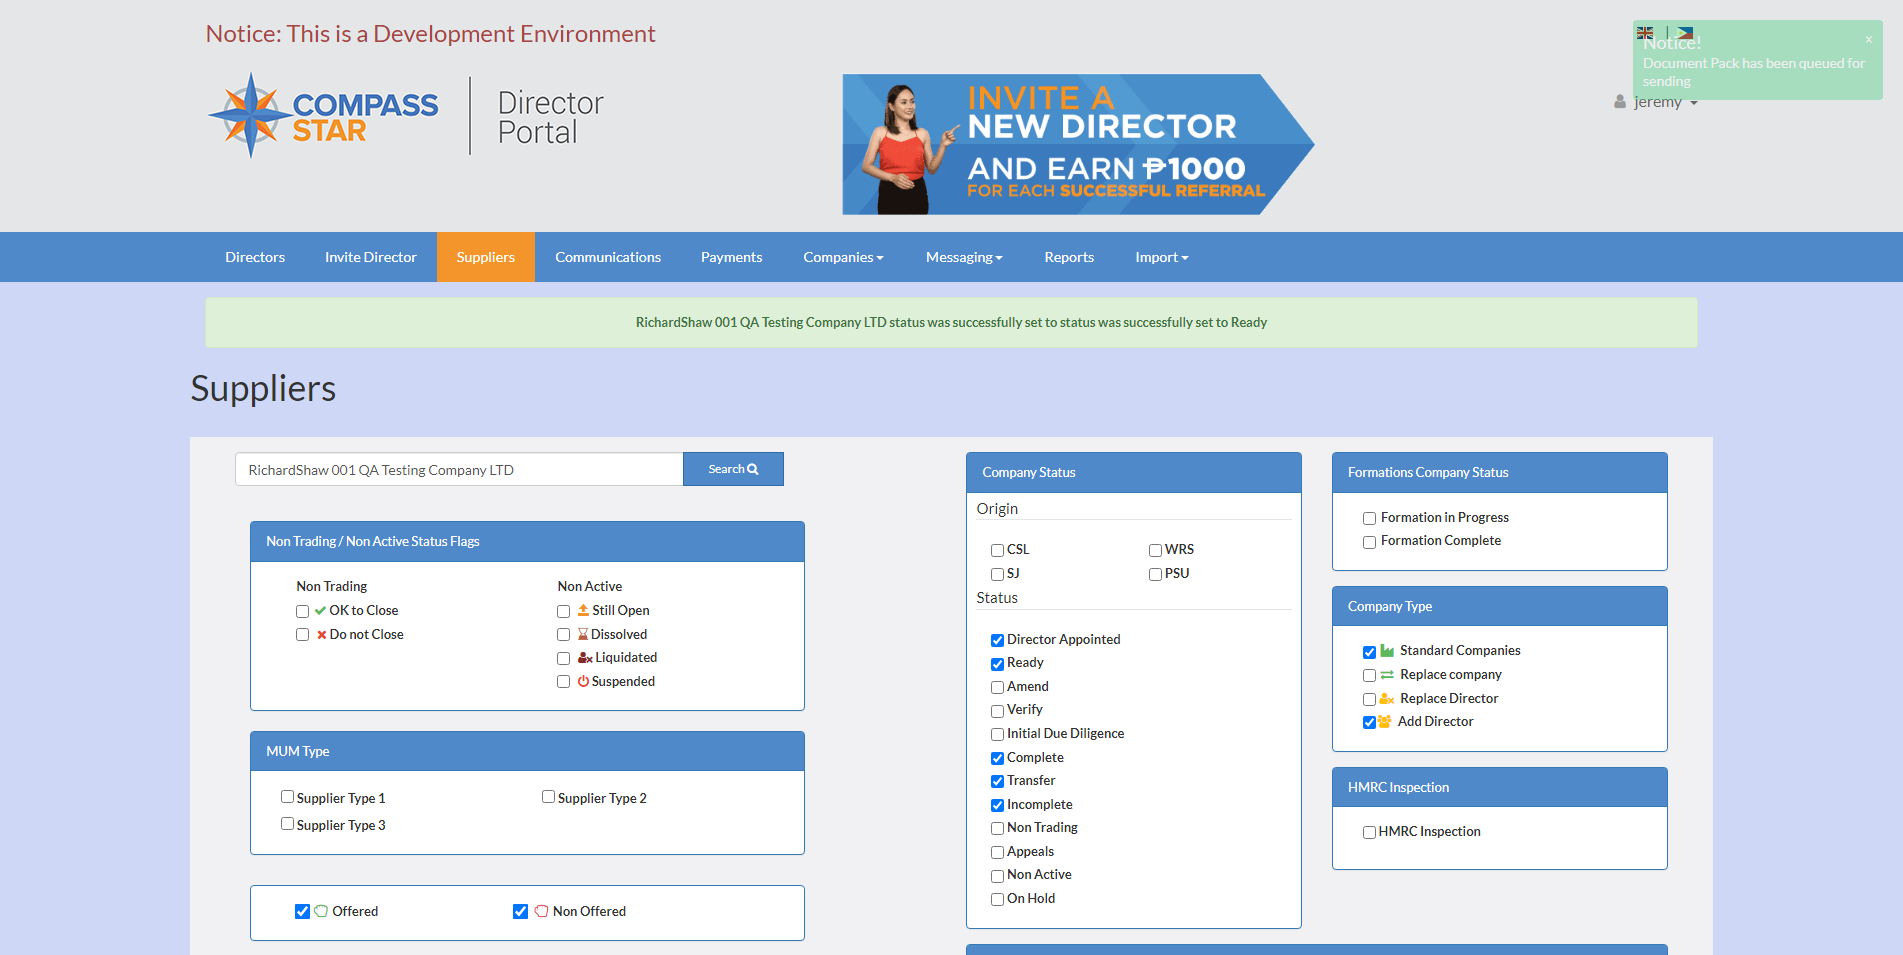 Notice: This is a Development Environment
Notice!
x
Document Pack has been queued for
sending
jeremy
COMPASS
STAR
Director
Portal
INVITE A
NEW DIRECTOR
AND EARN ₱1000
FOR EACH SUCCESSFUL REFERRAL
Directors
Invite Director
Suppliers
Communications
Payments
Companies
Messaging
Reports
Import
RichardShaw 001 QA Testing Company LTD status was successfully set to status was successfully set to Ready
Suppliers
RichardShaw 001 QA Testing Company LTD
Search
Non Trading / Non Active Status Flags
Non Trading
OK to Close
Do not Close
Non Active
Still Open
Dissolved
Liquidated
Suspended
MUM Type
Supplier Type 1
Supplier Type 2
Supplier Type 3
Offered
Non Offered
Company Status
Origin
CSL
WRS
SJ
PSU
Status
Director Appointed
Ready
Amend
Verify
Initial Due Diligence
Complete
Transfer
Incomplete
Non Trading
Appeals
Non Active
On Hold
Formations Company Status
Formation in Progress
Formation Complete
Company Type
Standard Companies
Replace company
Replace Director
Add Director
HMRC Inspection
HMRC Inspection